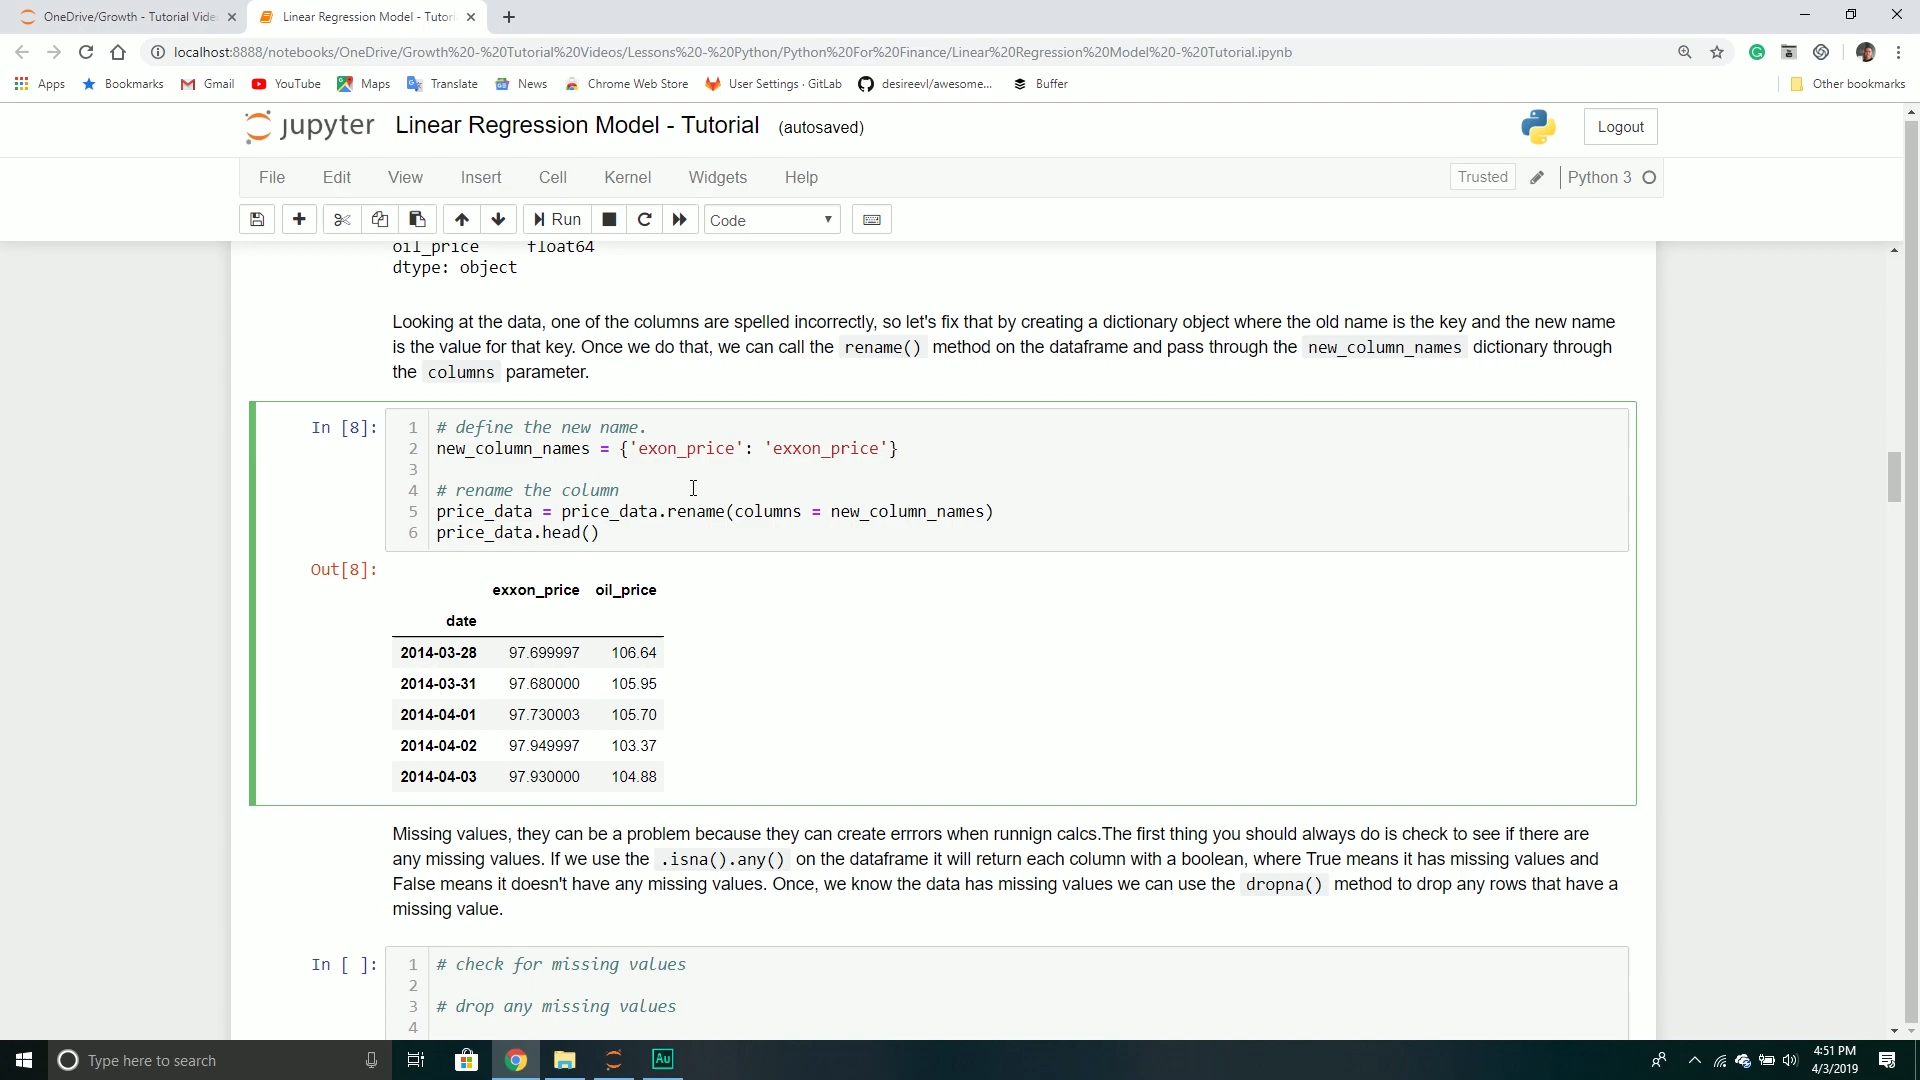 OneDrive/Growth - Tutorial Vide
Linear Regression Model - Tutori
localhost:8888/notebooks/OneDrive/Growth%20-%20Tutorial%20Videos/Lessons%20-%20Python/Python%20For%20Finance/Linear%20Regression%20Model%20-%20Tutorial.ipynb
Apps Bookmarks Gmail YouTube Maps Translate News Chrome Web Store User Settings · GitLab desireevl/awesome... Buffer Other bookmarks
jupyter Linear Regression Model - Tutorial (autosaved) Logout
File Edit View Insert Cell Kernel Widgets Help Trusted Python 3
Run Code
oil_price float64
dtype: object
Looking at the data, one of the columns are spelled incorrectly, so let's fix that by creating a dictionary object where the old name is the key and the new name
is the value for that key. Once we do that, we can call the rename() method on the dataframe and pass through the new_column_names dictionary through
the columns parameter.
In [8]: 1 # define the new name.
2 new_column_names = {'exon_price': 'exxon_price'}
3
4 # rename the column
5 price_data = price_data.rename(columns = new_column_names)
6 price_data.head()
Out[8]:
exxon_price oil_price
date
2014-03-28 97.699997 106.64
2014-03-31 97.680000 105.95
2014-04-01 97.730003 105.70
2014-04-02 97.949997 103.37
2014-04-03 97.930000 104.88
Missing values, they can be a problem because they can create errrors when runnign calcs.The first thing you should always do is check to see if there are
any missing values. If we use the .isna().any() on the dataframe it will return each column with a boolean, where True means it has missing values and
False means it doesn't have any missing values. Once, we know the data has missing values we can use the dropna() method to drop any rows that have a
missing value.
In [ ]: 1 # check for missing values
2
3 # drop any missing values
4
Type here to search Au 4:51 PM
4/3/2019